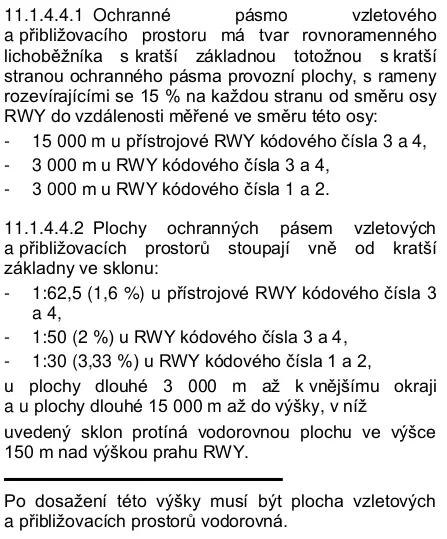 11.1.4.4.1 Ochranné pásmo vzletového
a přibližovacího prostoru má tvar rovnoramenného
lichoběžníka s kratší základnou totožnou s kratší
stranou ochranného pásma provozní plochy, s rameny
rozevírajícími se 15 % na každou stranu od směru osy
RWY do vzdálenosti měřené ve směru této osy:
- 15 000 m u přístrojové RWY kódového čísla 3 a 4,
- 3 000 m u RWY kódového čísla 3 a 4,
- 3 000 m u RWY kódového čísla 1 a 2.
11.1.4.4.2 Plochy ochranných pásem vzletových
a přibližovacích prostorů stoupají vně od kratší
základny ve sklonu:
- 1:62,5 (1,6 %) u přístrojové RWY kódového čísla 3
a 4,
- 1:50 (2 %) u RWY kódového čísla 3 a 4,
- 1:30 (3,33 %) u RWY kódového čísla 1 a 2,
u plochy dlouhé 3 000 m až k vnějšímu okraji
a u plochy dlouhé 15 000 m až do výšky, v níž
uvedený sklon protíná vodorovnou plochu ve výšce
150 m nad výškou prahu RWY.
Po dosažení této výšky musí být plocha vzletových
a přibližovacích prostorů vodorovná.